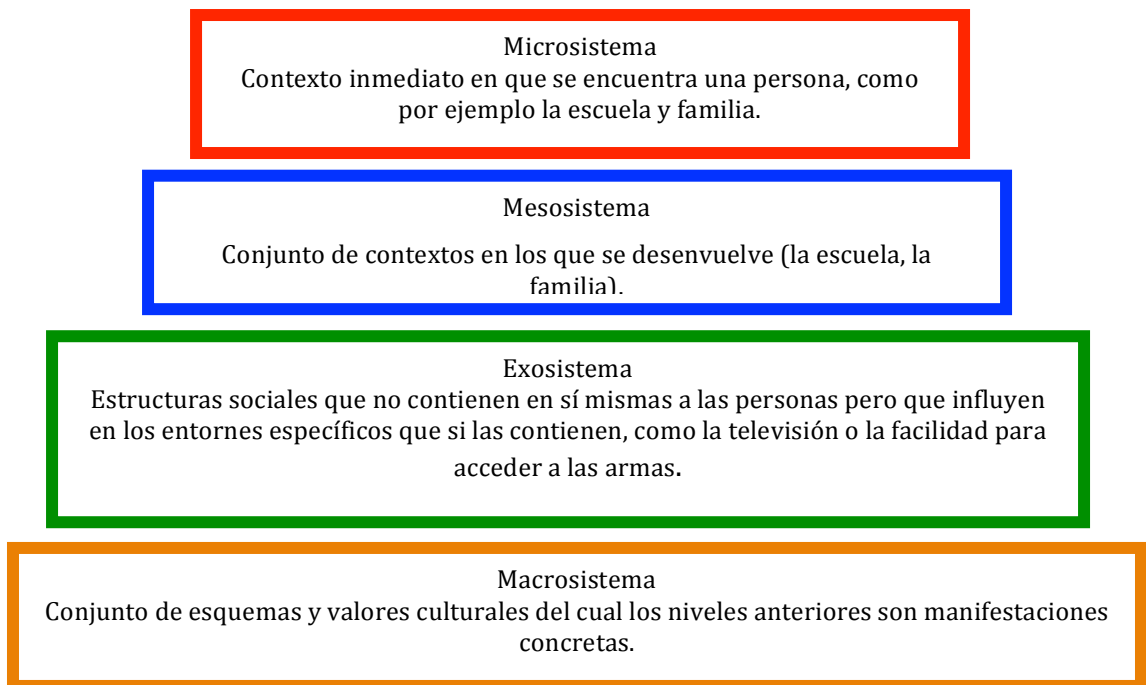 Microsistema
Contexto inmediato en que se encuentra una persona, como
por ejemplo la escuela y familia.
Mesosistema
Conjunto de contextos en los que se desenvuelve (la escuela, la
familia).
Exosistema
Estructuras sociales que no contienen en sí mismas a las personas pero que influyen
en los entornes específicos que si las contienen, como la televisión o la facilidad para
acceder a las armas.
Macrosistema
Conjunto de esquemas y valores culturales del cual los niveles anteriores son manifestaciones
concretas.